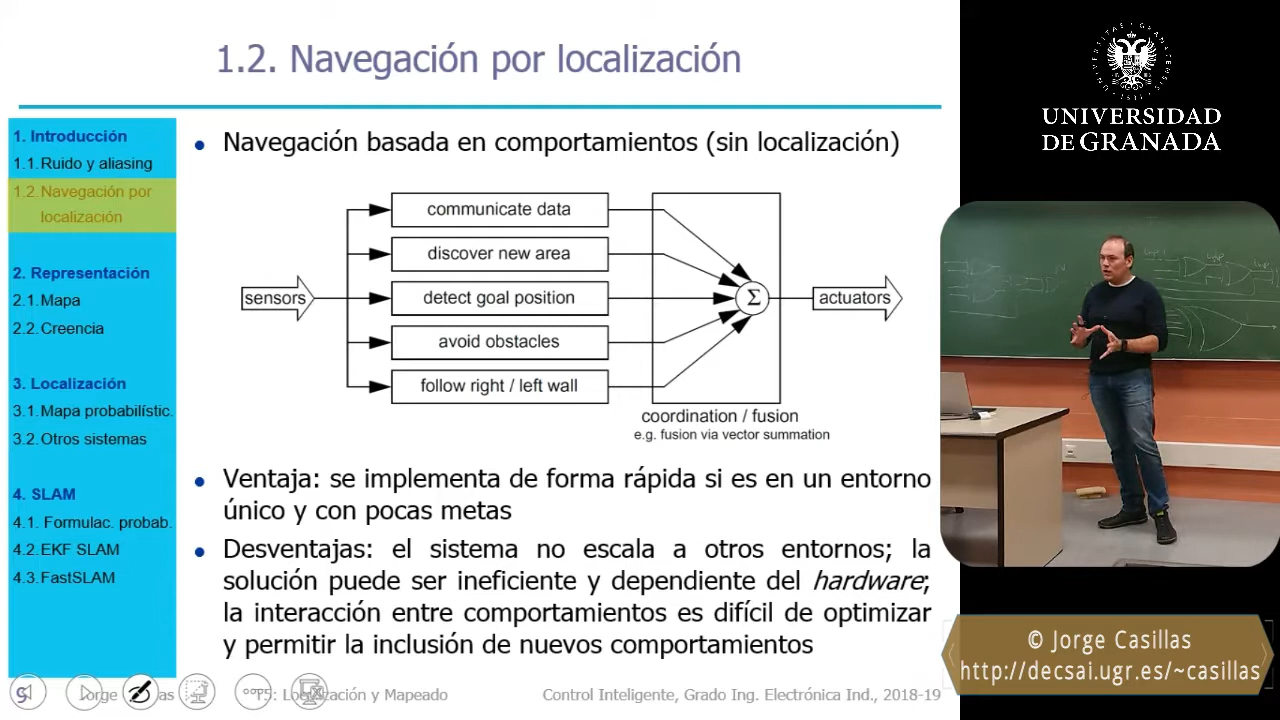 1.2. Navegación por localización
1. Introducción
1.1. Ruido y aliasing
1.2. Navegación por
localización
2. Representación
2.1. Mapa
2.2. Creencia
3. Localización
3.1. Mapa probabilístic.
3.2. Otros sistemas
4. SLAM
4.1. Formulac. probab.
4.2. EKF SLAM
4.3. FastSLAM
• Navegación basada en comportamientos (sin localización)
sensors
communicate data
discover new area
detect goal position
avoid obstacles
follow right / left wall
Σ
actuators
coordination / fusion
e.g. fusion via vector summation
• Ventaja: se implementa de forma rápida si es en un entorno
único y con pocas metas
• Desventajas: el sistema no escala a otros entornos; la
solución puede ser ineficiente y dependiente del hardware;
la interacción entre comportamientos es difícil de optimizar
y permitir la inclusión de nuevos comportamientos
Control Inteligente, Grado Ing. Electrónica Ind., 2018-19
UNIVERSIDAD
DE GRANADA
© Jorge Casillas
http://decsai.ugr.es/~casillas